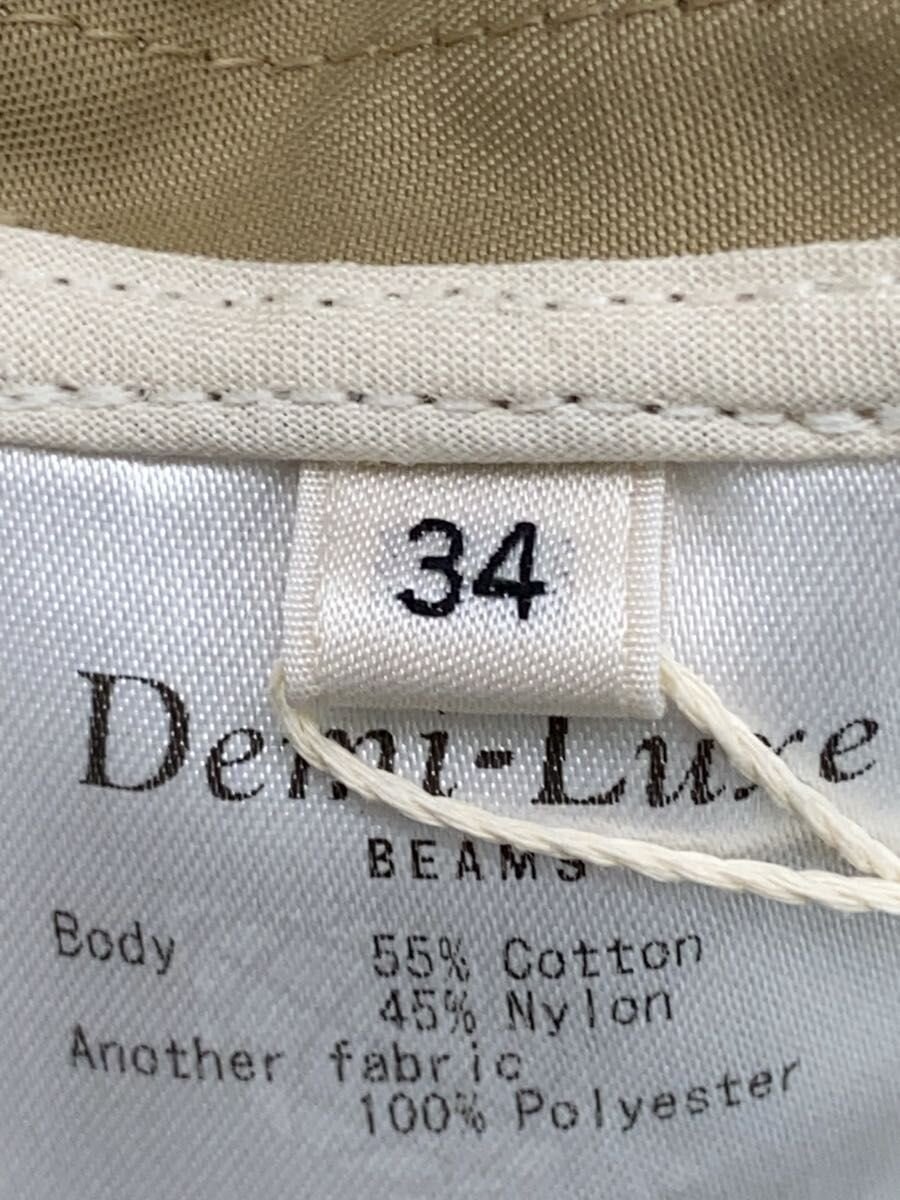 34
Demi-Luxe
BEAMS
Body 55% Cotton
45% Nylon
Another fabric
100% Polyester